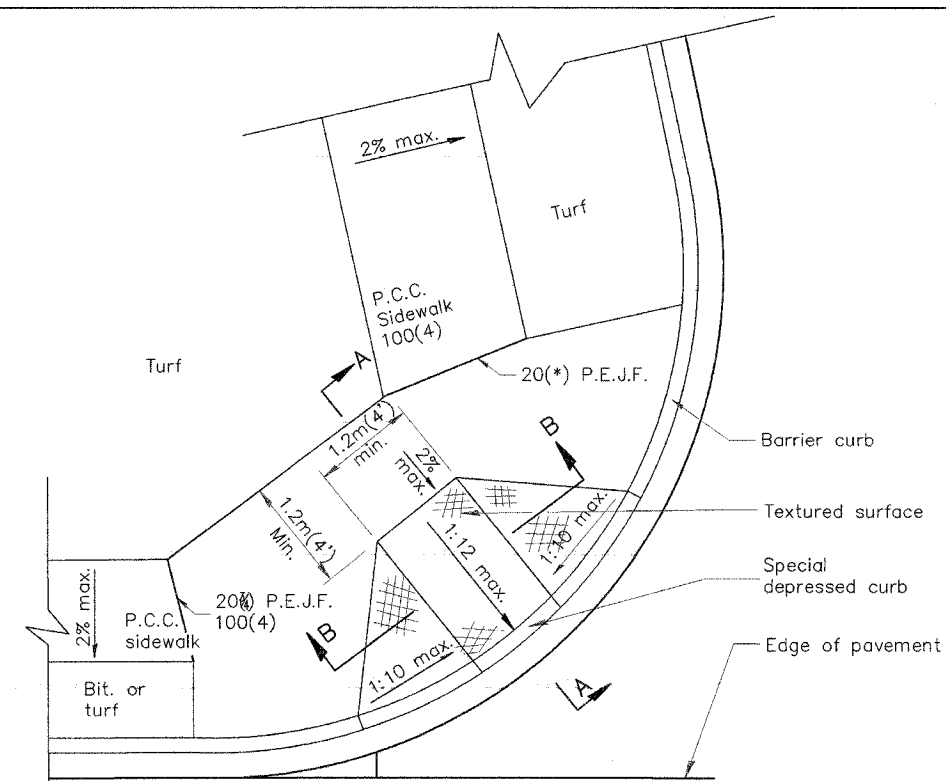 2% max.
Turf
P.C.C.
Sidewalk
100(4)
Turf
A
20(*) P.E.J.F.
1.2m(4')
min.
2%
max.
B
Barrier curb
1.2m(4')
Min.
1:12 max.
1:10 max.
Textured surface
Special
depressed curb
2% max.
P.C.C.
sidewalk
P.E.J.F.
100(4)
B
1:10 max.
A
Edge of pavement
Bit. or
turf